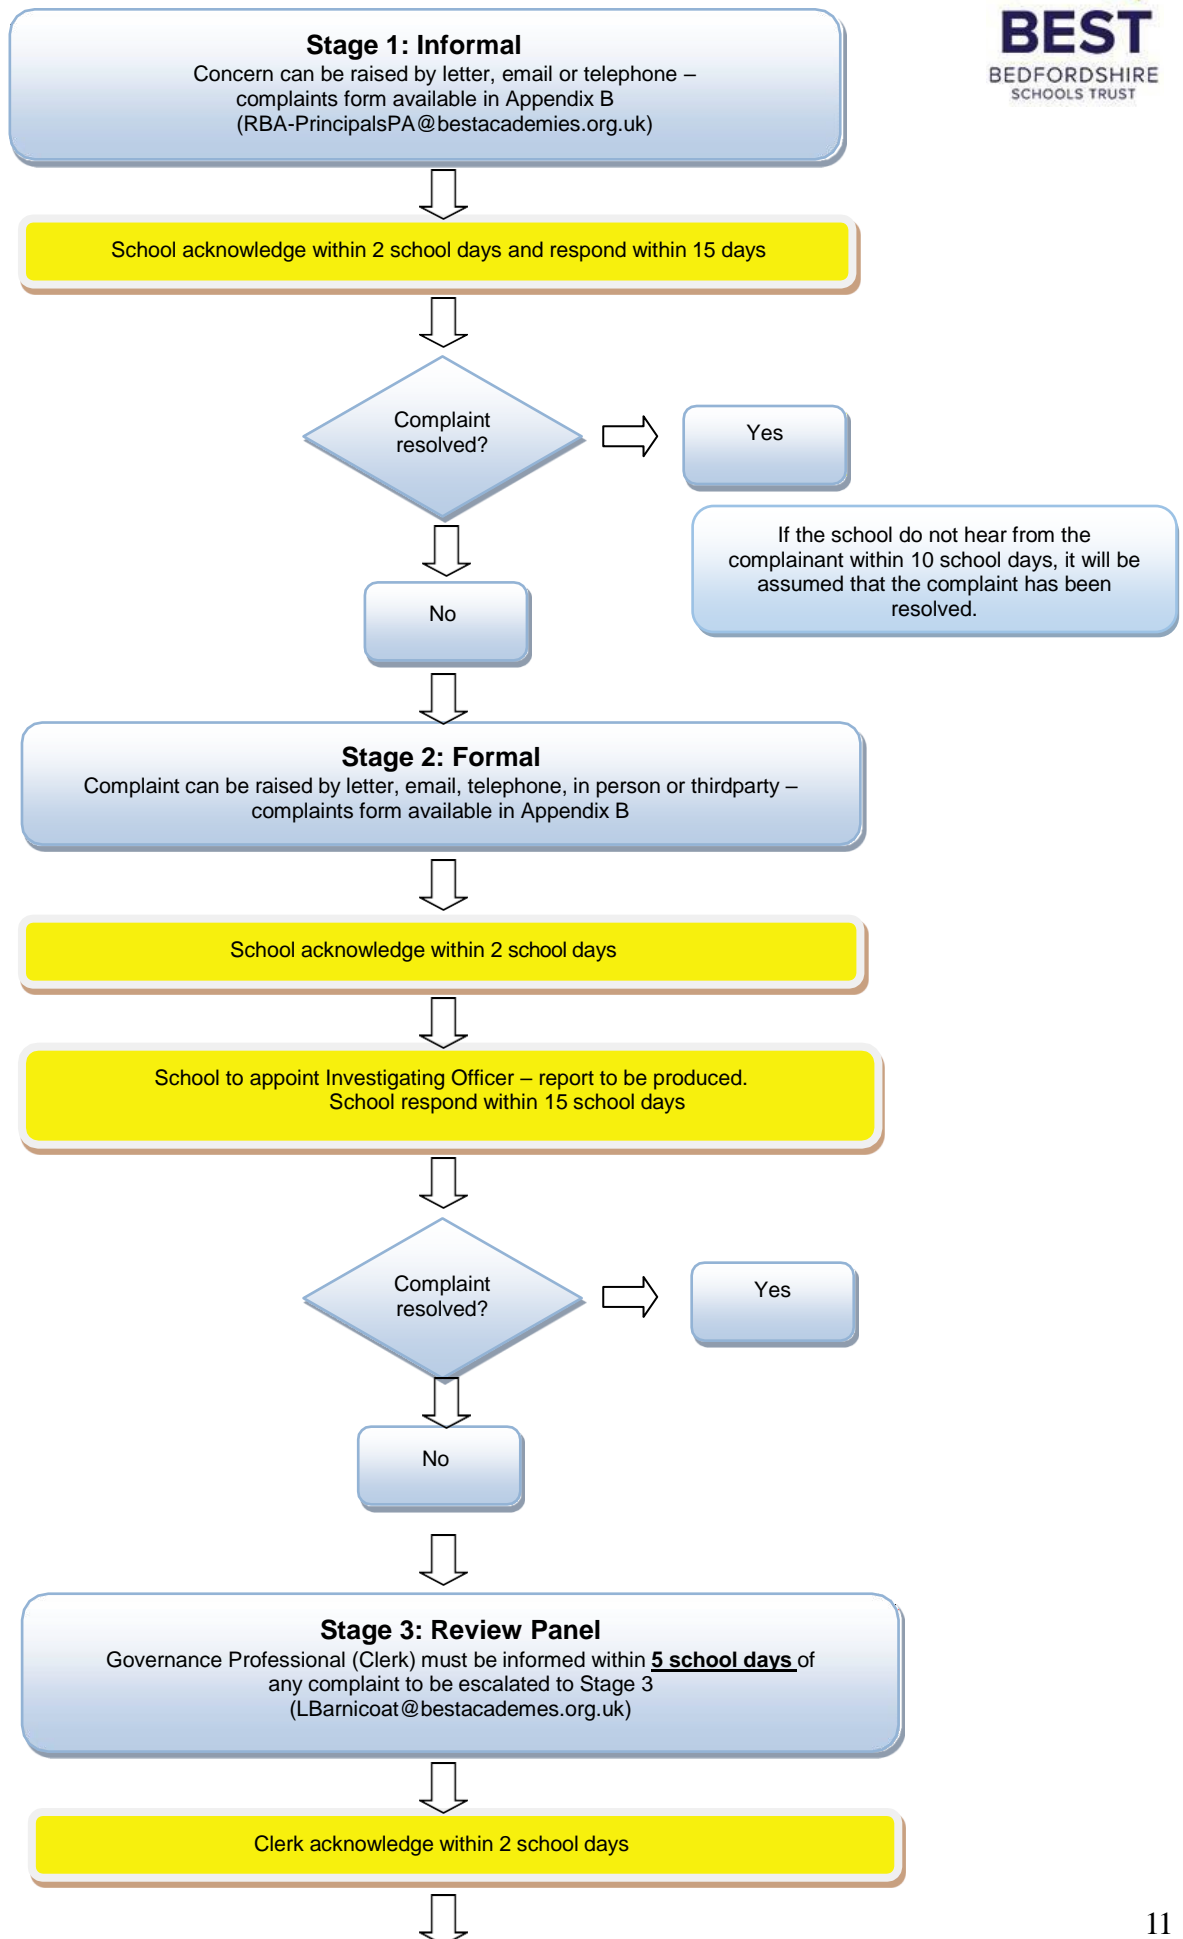 BEST
BEDFORDSHIRE
SCHOOLS TRUST
Stage 1: Informal
Concern can be raised by letter, email or telephone –
complaints form available in Appendix B
(RBA-PrincipalsPA@bestacademies.org.uk)
School acknowledge within 2 school days and respond within 15 days
Complaint
resolved?
Yes
If the school do not hear from the
complainant within 10 school days, it will be
assumed that the complaint has been
resolved.
No
Stage 2: Formal
Complaint can be raised by letter, email, telephone, in person or thirdparty –
complaints form available in Appendix B
School acknowledge within 2 school days
School to appoint Investigating Officer – report to be produced.
School respond within 15 school days
Complaint
resolved?
Yes
No
Stage 3: Review Panel
Governance Professional (Clerk) must be informed within 5 school days of
any complaint to be escalated to Stage 3
(LBarnicoat@bestacademes.org.uk)
Clerk acknowledge within 2 school days
11